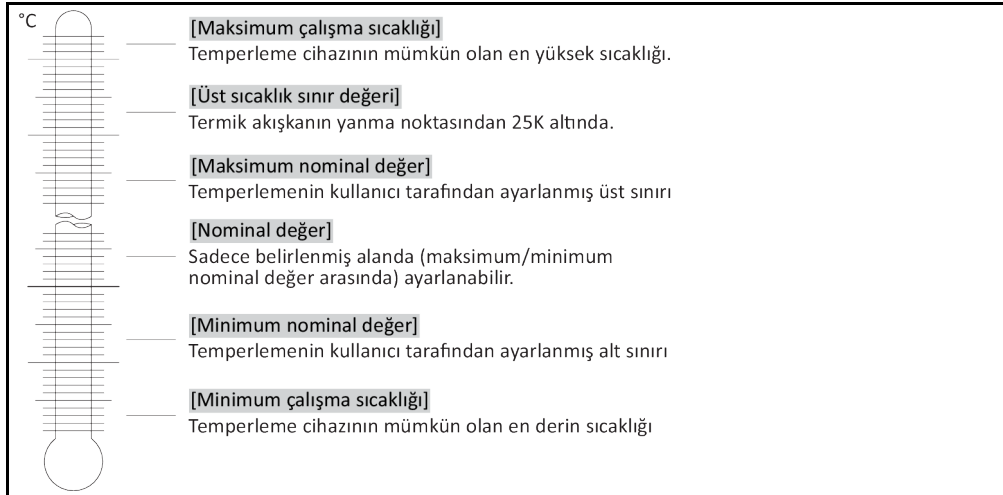 °C
[Maksimum çalışma sıcaklığı]
Temperleme cihazının mümkün olan en yüksek sıcaklığı.
[Üst sıcaklık sınır değeri]
Termik akışkanın yanma noktasından 25K altında.
[Maksimum nominal değer]
Temperlemenin kullanıcı tarafından ayarlanmış üst sınırı
[Nominal değer]
Sadece belirlenmiş alanda (maksimum/minimum
nominal değer arasında) ayarlanabilir.
[Minimum nominal değer]
Temperlemenin kullanıcı tarafından ayarlanmış alt sınırı
[Minimum çalışma sıcaklığı]
Temperleme cihazının mümkün olan en derin sıcaklığı